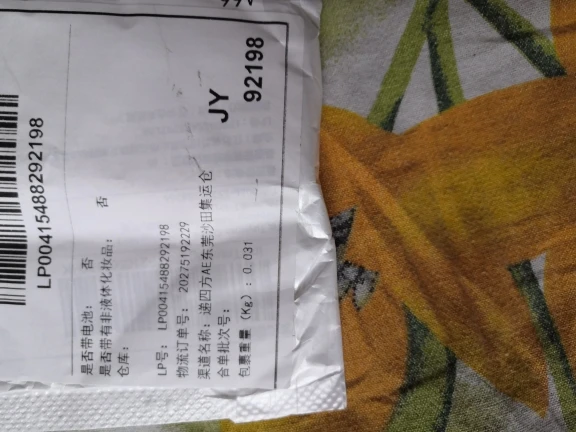 LP00415488292198
是否带电池： 否
是否带有非液体化妆品： 否
仓库：
LP号： LP00415488292198
物流订单号： 20275192229
渠道名称： 递四方AE东莞沙田集运仓
合单批次号：
包裹重量（Kg）：0.031
JY
92198